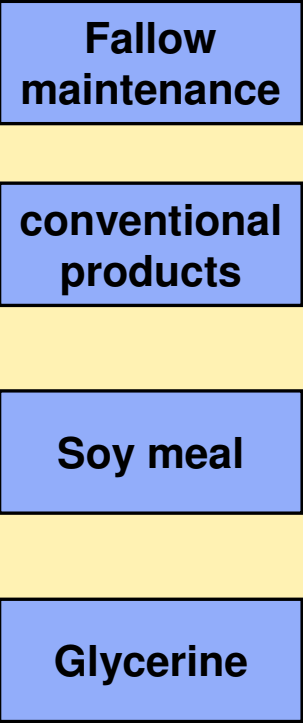 Fallow
maintenance
conventional
products
Soy meal
Glycerine